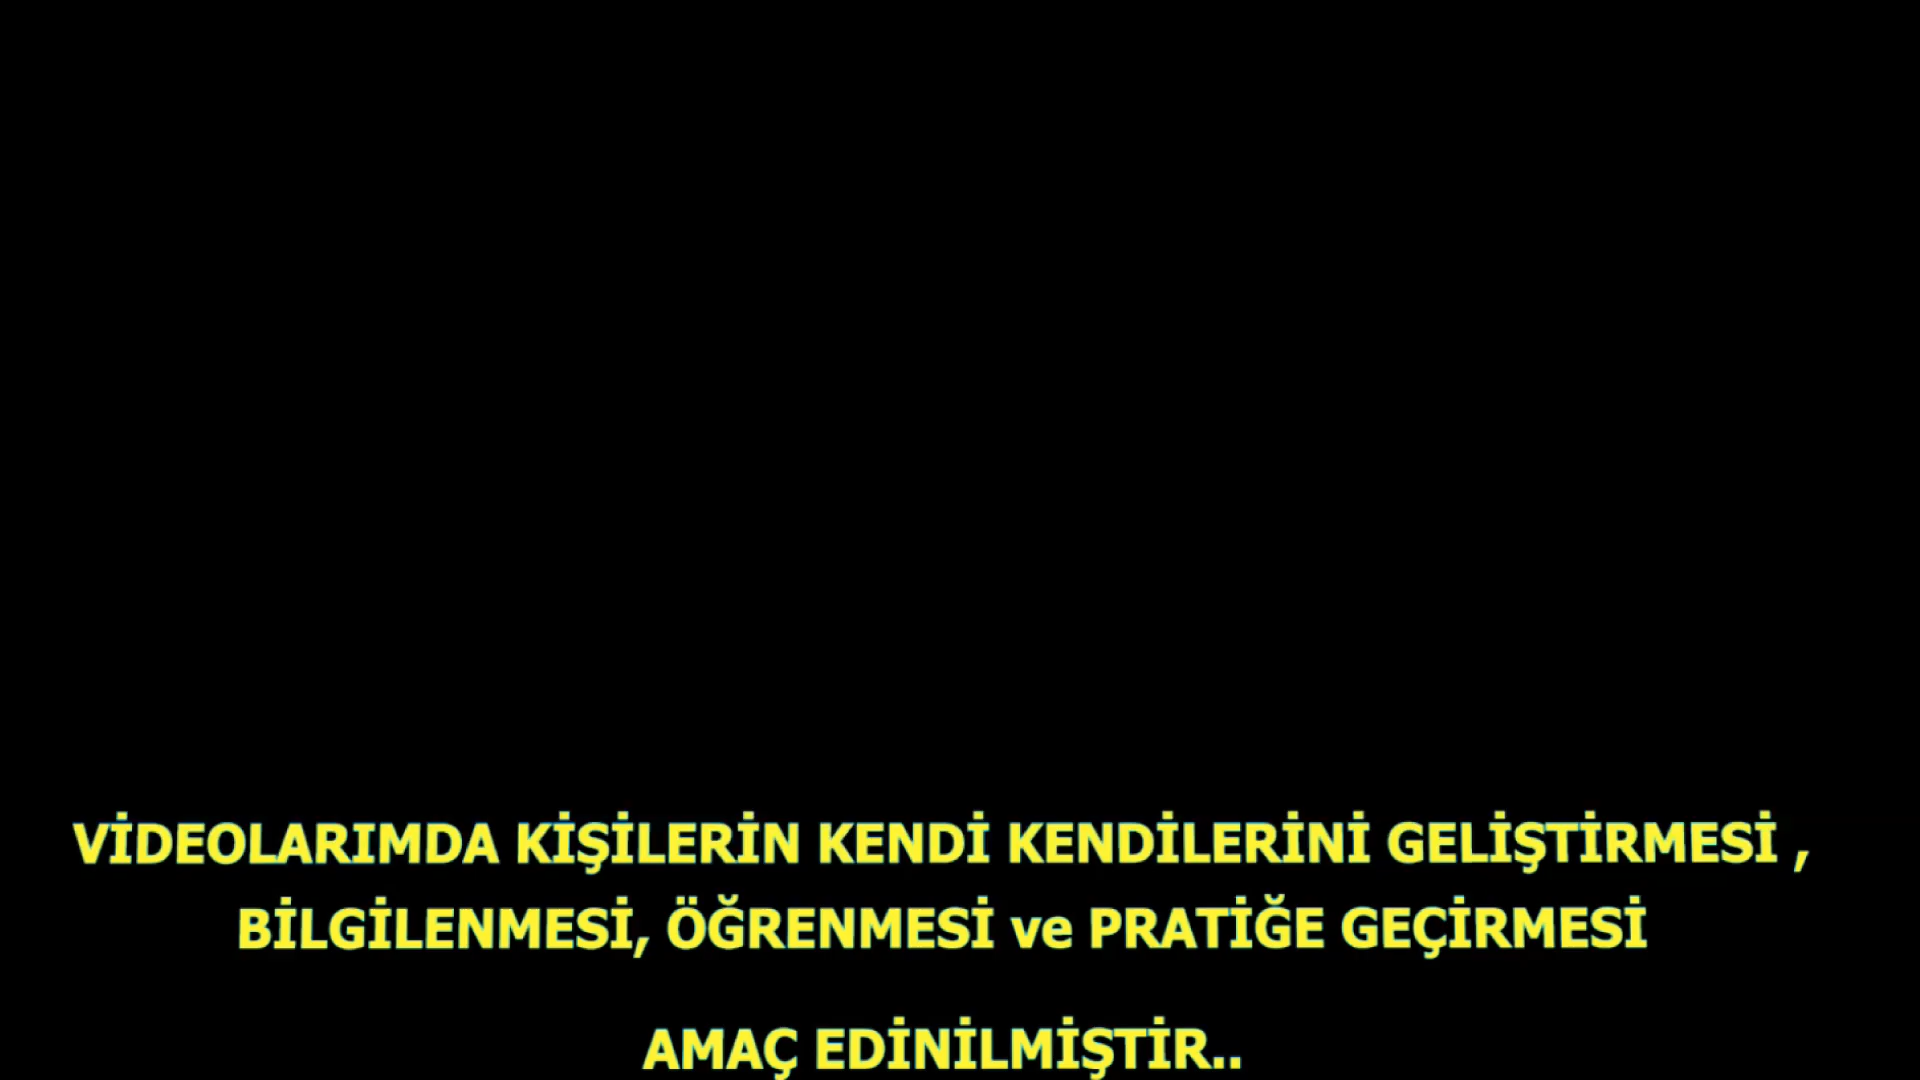 VİDEOLARIMDA KİŞİLERİN KENDİ KENDİLERİNİ GELİŞTİRMESİ ,
BİLGİLENMESİ, ÖĞRENMESİ ve PRATİĞE GEÇİRMESİ
AMAÇ EDİNİLMİŞTİR..